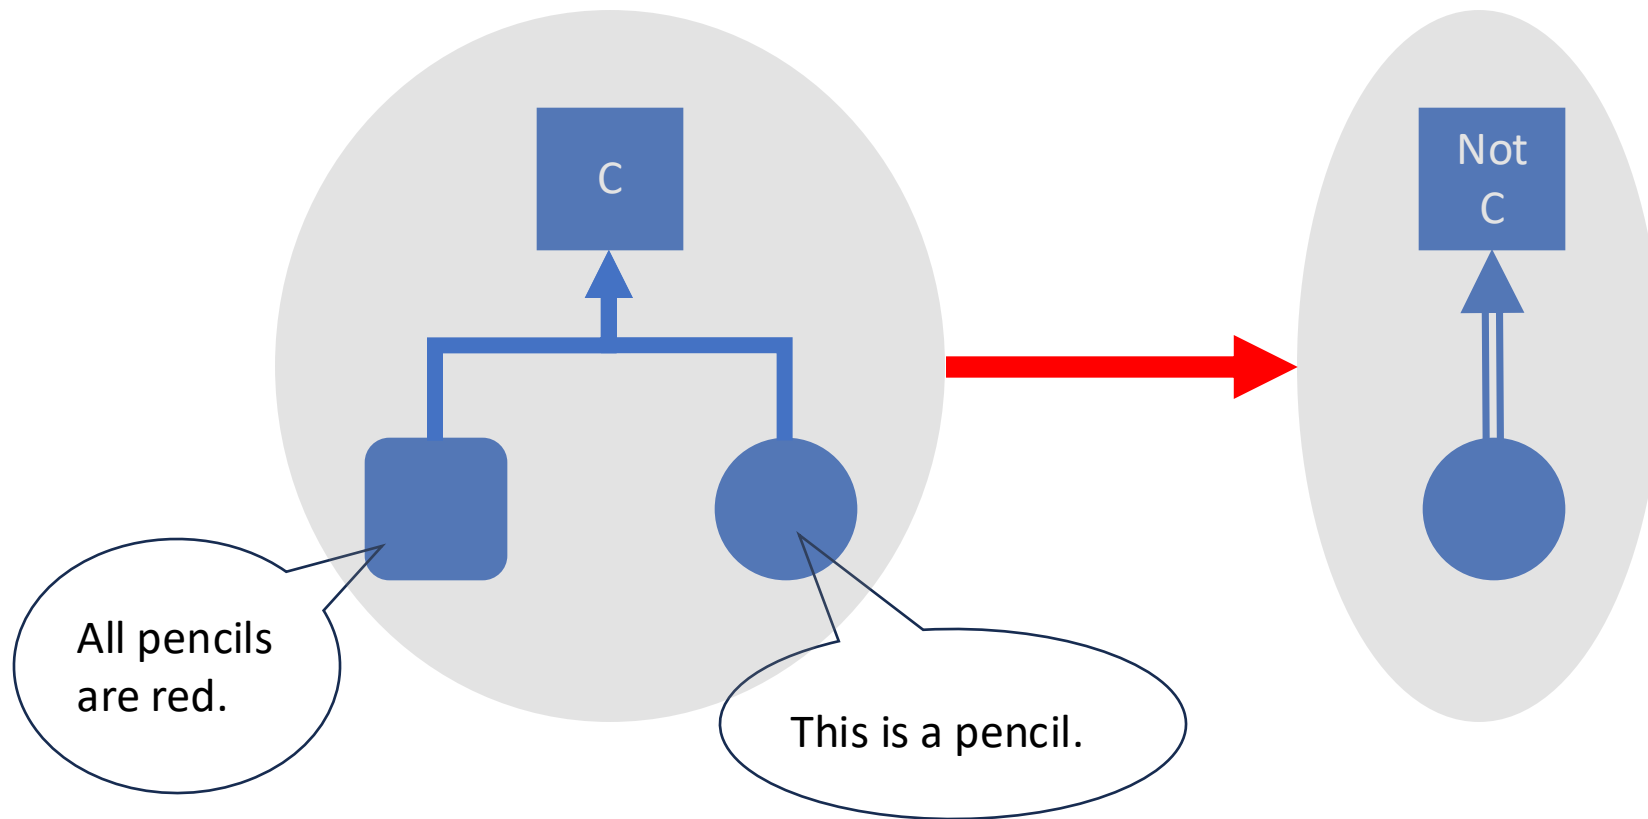 C
Not
C
All pencils
are red.
This is a pencil.